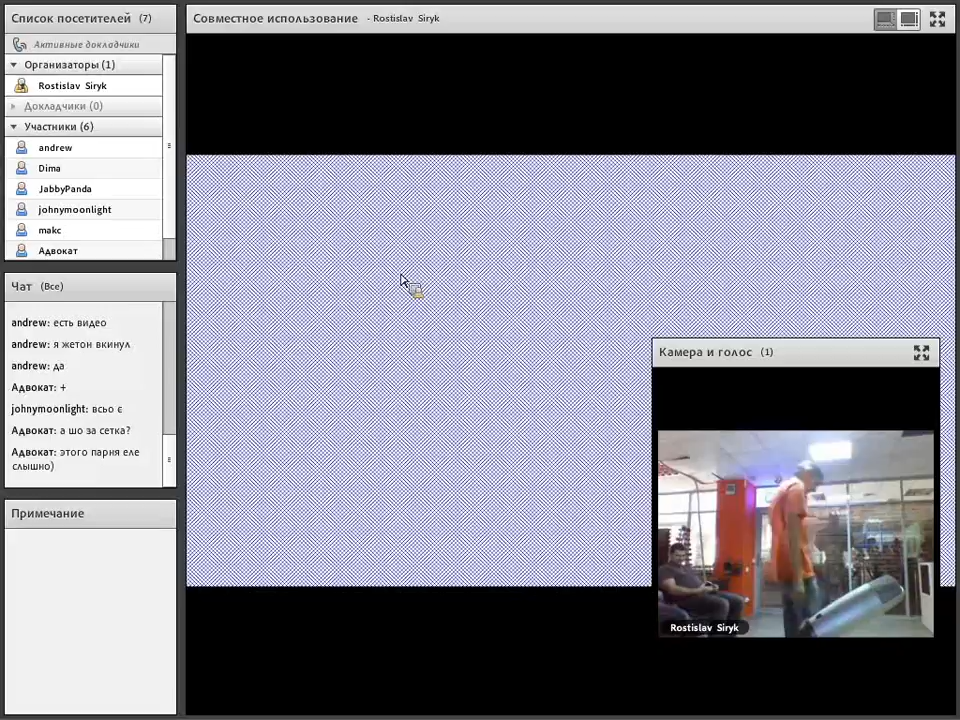 Список посетителей (7)
Активные докладчики
Организаторы (1)
Rostislav Siryk
Докладчики (0)
Участники (6)
andrew
Dima
JabbyPanda
johnymoonlight
makc
Адвокат
Чат (Все)
andrew: есть видео
andrew: я жетон вкинул
andrew: да
Адвокат: +
johnymoonlight: всьо є
Адвокат: а шо за сетка?
Адвокат: этого парня еле
слышно)
Примечание
Совместное использование - Rostislav Siryk
Камера и голос (1)
Rostislav Siryk